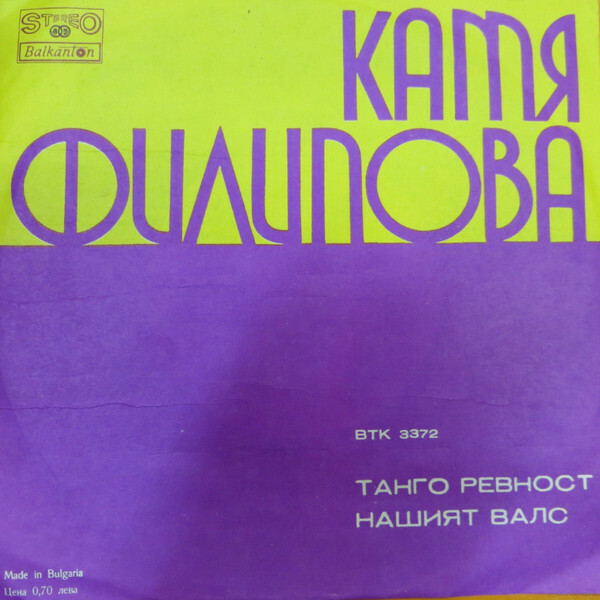 STEREO
Balkanton
КАТЯ
ФИЛИПОВА
ВТК 3372
ТАНГО РЕВНОСТ
НАШИЯТ ВАЛС
Made in Bulgaria
Цена 0,70 лева